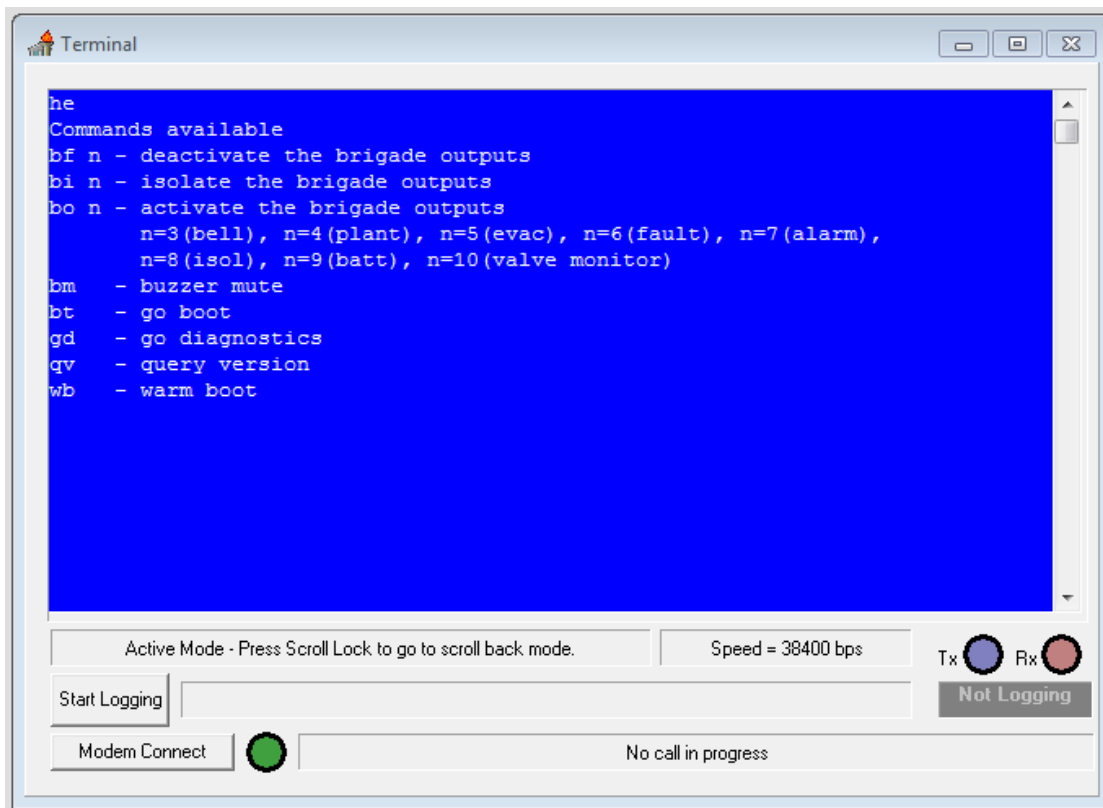 Terminal
he
Commands available
bf n - deactivate the brigade outputs
bi n - isolate the brigade outputs
bo n - activate the brigade outputs
n=3(bell), n=4(plant), n=5(evac), n=6(fault), n=7(alarm),
n=8(isol), n=9(batt), n=10(valve monitor)
bm - buzzer mute
bt - go boot
gd - go diagnostics
qv - query version
wb - warm boot
Active Mode - Press Scroll Lock to go to scroll back mode.
Speed = 38400 bps
Tx
Rx
Start Logging
Not Logging
Modem Connect
No call in progress